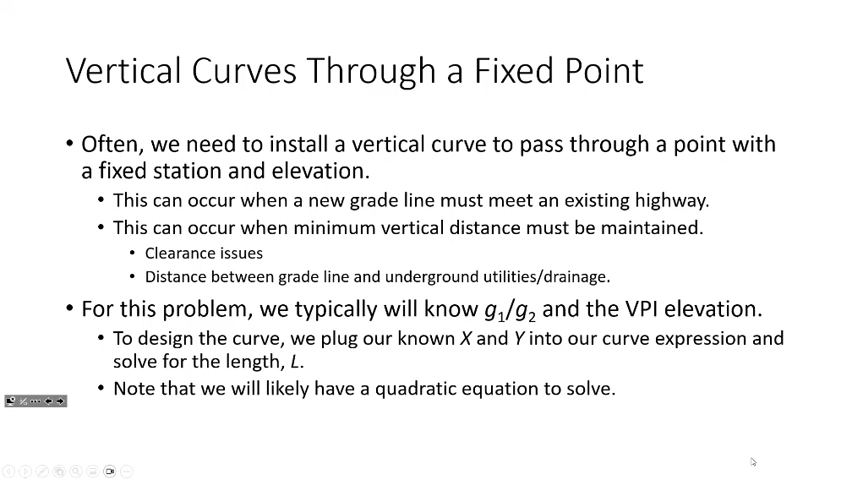 Vertical Curves Through a Fixed Point
• Often, we need to install a vertical curve to pass through a point with
a fixed station and elevation.
• This can occur when a new grade line must meet an existing highway.
• This can occur when minimum vertical distance must be maintained.
• Clearance issues
• Distance between grade line and underground utilities/drainage.
• For this problem, we typically will know g1/g2 and the VPI elevation.
• To design the curve, we plug our known X and Y into our curve expression and
solve for the length, L.
• Note that we will likely have a quadratic equation to solve.